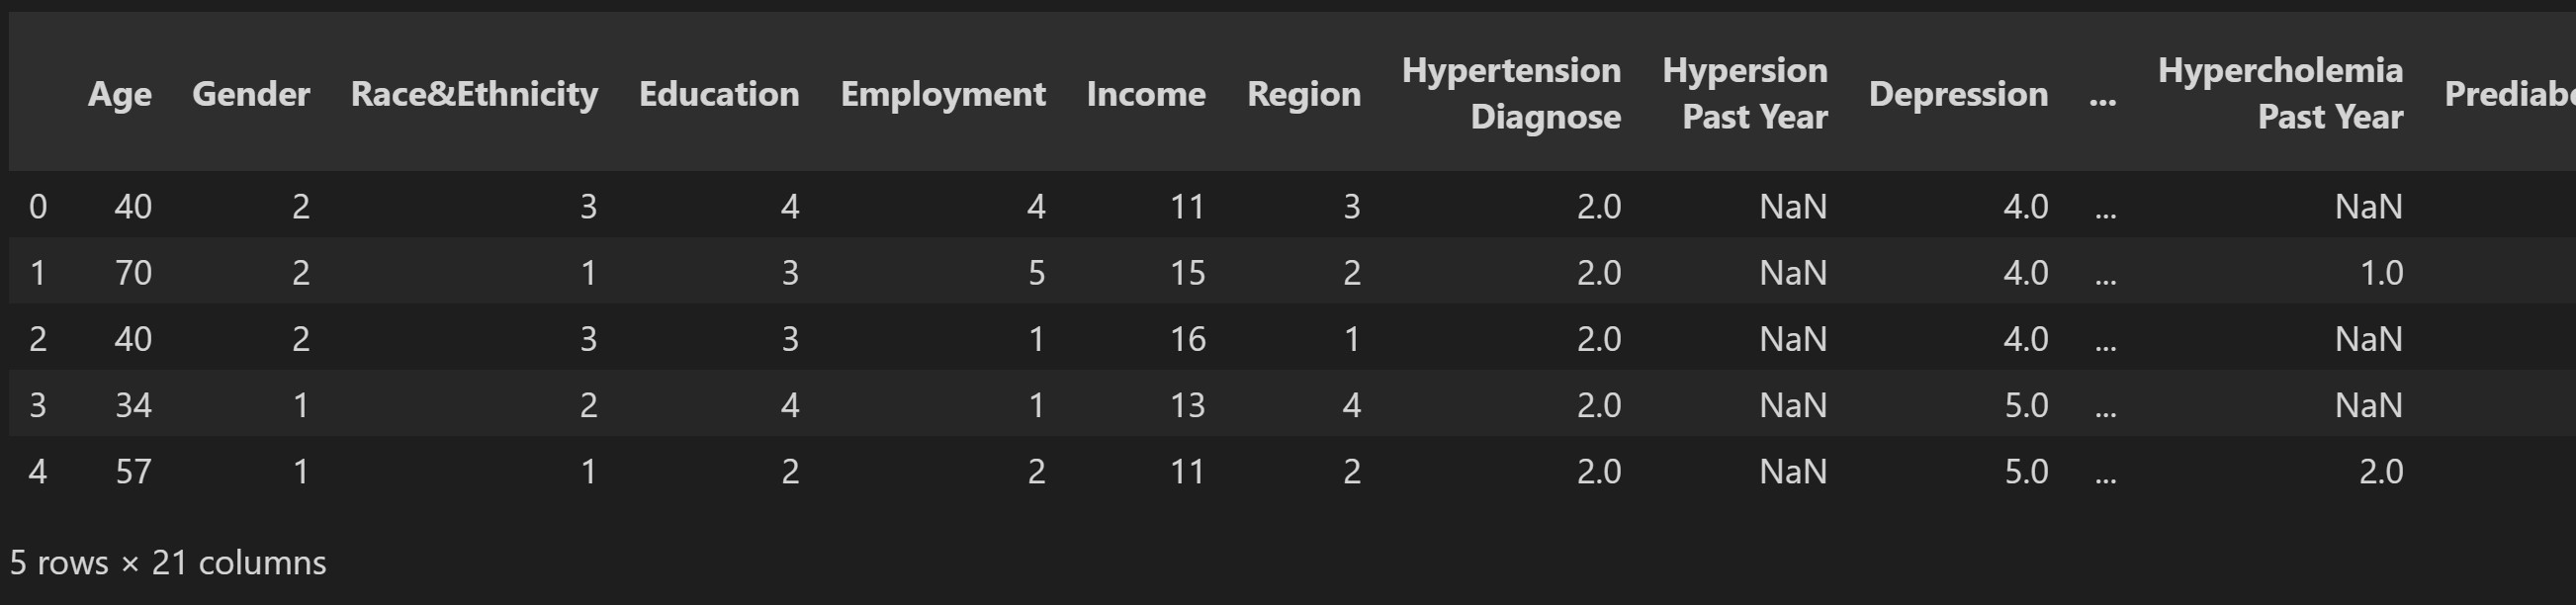 Age Gender Race&Ethnicity Education Employment Income Region Hypertension Diagnose Hypersion Past Year Depression ... Hypercholemia Past Year Prediab
0 40 2 3 4 4 11 3 2.0 NaN 4.0 ... NaN
1 70 2 1 3 5 15 2 2.0 NaN 4.0 ... 1.0
2 40 2 3 3 1 16 1 2.0 NaN 4.0 ... NaN
3 34 1 2 4 1 13 4 2.0 NaN 5.0 ... NaN
4 57 1 1 2 2 11 2 2.0 NaN 5.0 ... 2.0
5 rows × 21 columns